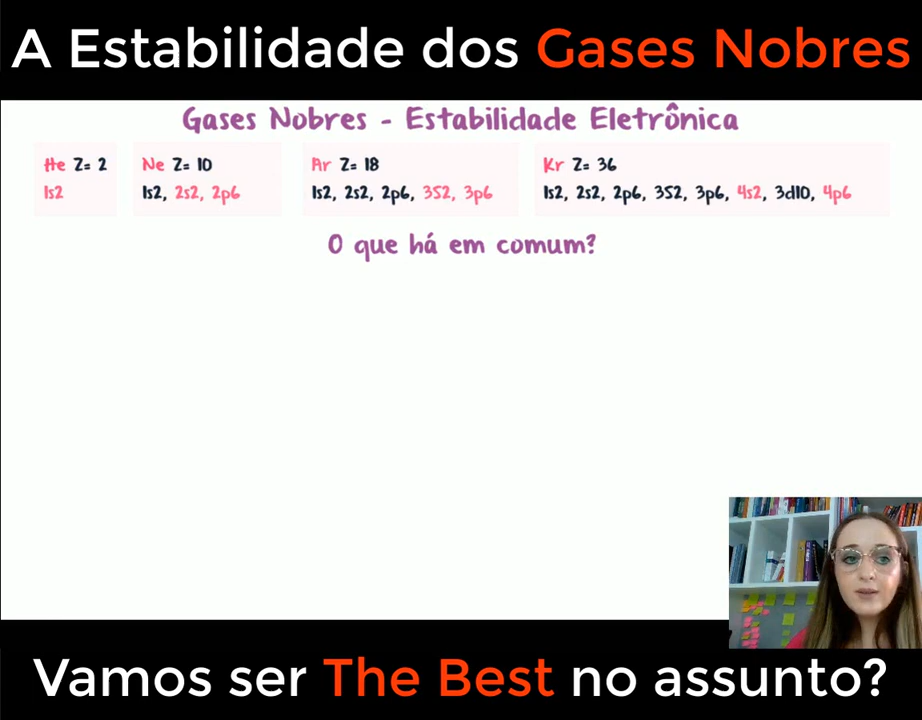 A Estabilidade dos Gases Nobres
Gases Nobres - Estabilidade Eletrônica
He Z= 2
1s2
Ne Z= 10
1s2, 2s2, 2p6
Ar Z= 18
1s2, 2s2, 2p6, 3S2, 3p6
Kr Z= 36
1s2, 2s2, 2p6, 3S2, 3p6, 4s2, 3d10, 4p6
O que há em comum?
Vamos ser The Best no assunto?